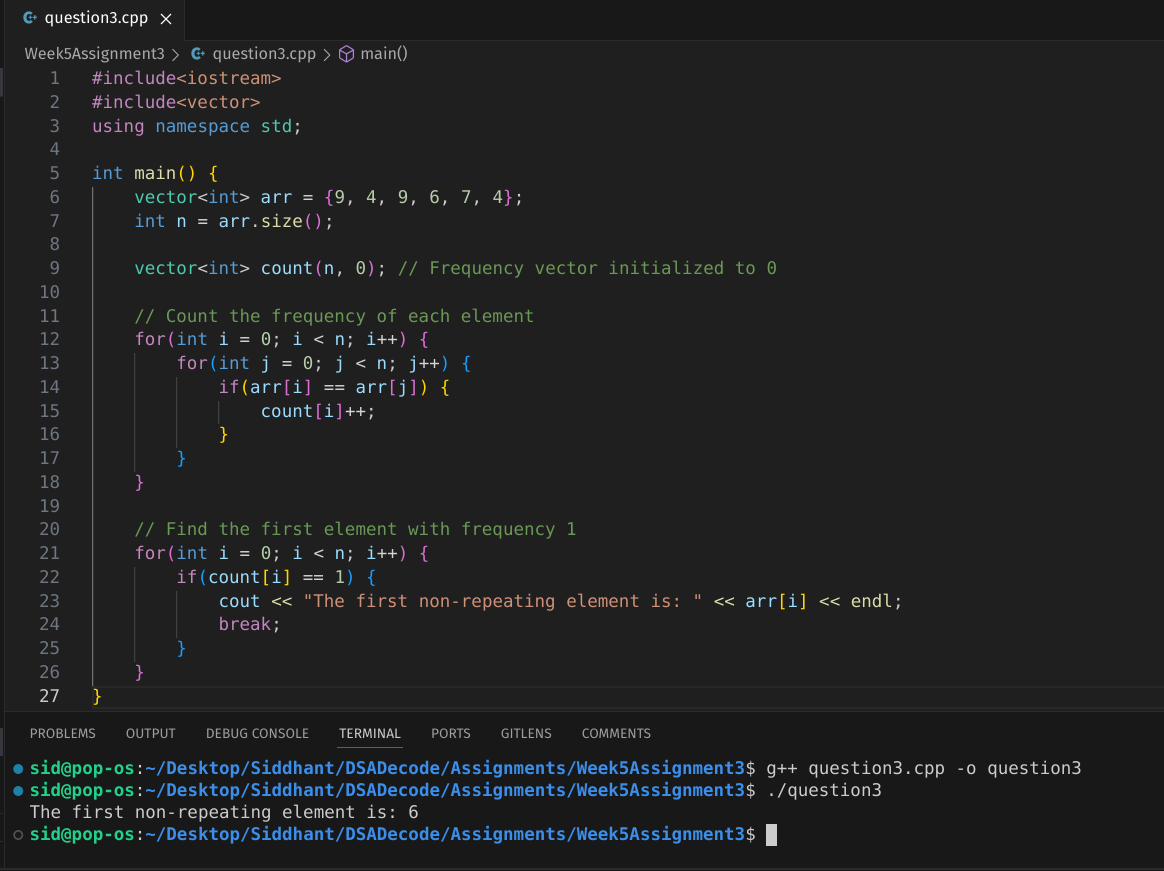 question3.cpp ×
Week5Assignment3 > question3.cpp > main()
1 #include<iostream>
2 #include<vector>
3 using namespace std;
4
5 int main() {
6     vector<int> arr = {9, 4, 9, 6, 7, 4};
7     int n = arr.size();
8
9     vector<int> count(n, 0); // Frequency vector initialized to 0
10
11     // Count the frequency of each element
12     for(int i = 0; i < n; i++) {
13         for(int j = 0; j < n; j++) {
14             if(arr[i] == arr[j]) {
15                 count[i]++;
16             }
17         }
18     }
19
20     // Find the first element with frequency 1
21     for(int i = 0; i < n; i++) {
22         if(count[i] == 1) {
23             cout << "The first non-repeating element is: " << arr[i] << endl;
24             break;
25         }
26     }
27 }
PROBLEMS OUTPUT DEBUG CONSOLE TERMINAL PORTS GITLENS COMMENTS
sid@pop-os:~/Desktop/Siddhant/DSADecode/Assignments/Week5Assignment3$ g++ question3.cpp -o question3
sid@pop-os:~/Desktop/Siddhant/DSADecode/Assignments/Week5Assignment3$ ./question3
The first non-repeating element is: 6
sid@pop-os:~/Desktop/Siddhant/DSADecode/Assignments/Week5Assignment3$